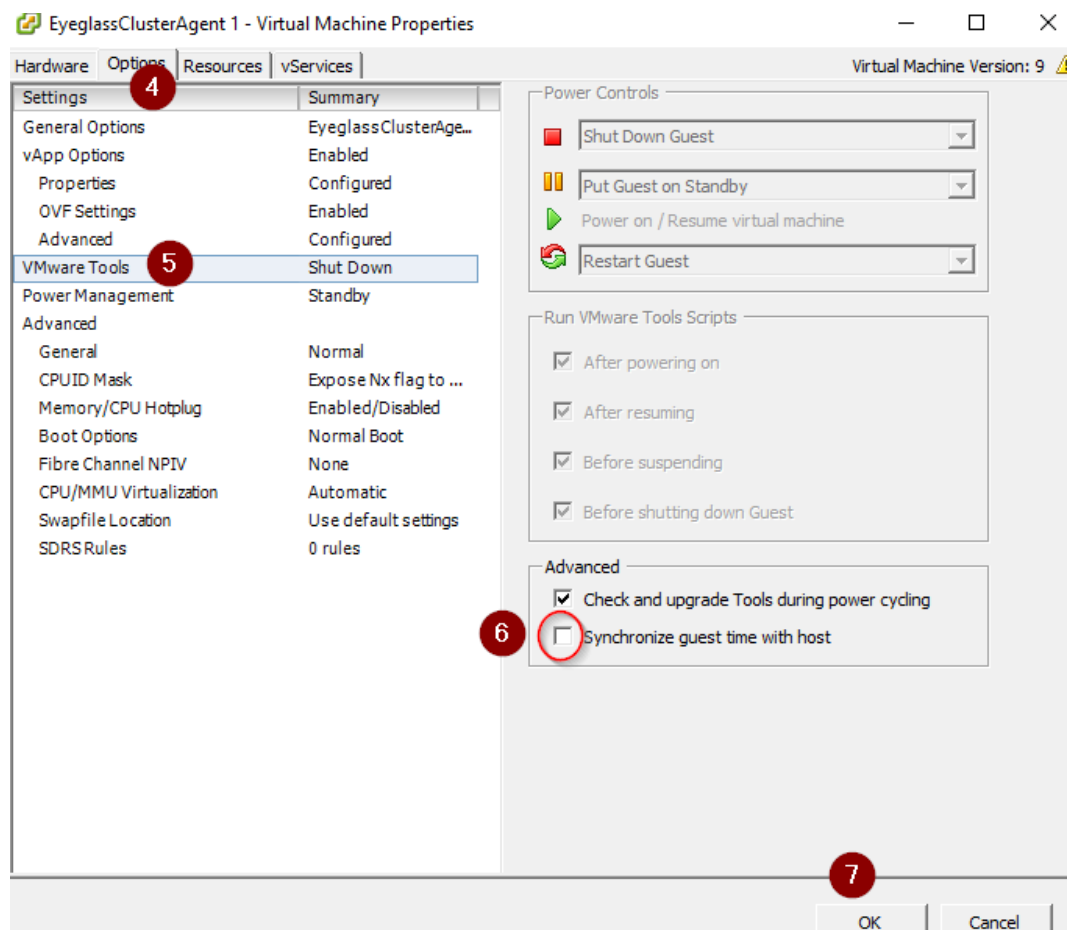 EyeglassClusterAgent 1 - Virtual Machine Properties
Hardware Options Resources vServices Virtual Machine Version: 9
4
Settings Summary
General Options EyeglassClusterAge...
vApp Options Enabled
Properties Configured
OVF Settings Enabled
Advanced Configured
VMware Tools 5 Shut Down
Power Management Standby
Advanced
General Normal
CPUID Mask Expose Nx flag to ...
Memory/CPU Hotplug Enabled/Disabled
Boot Options Normal Boot
Fibre Channel NPIV None
CPU/MMU Virtualization Automatic
Swapfile Location Use default settings
SDRS Rules 0 rules
Power Controls
Shut Down Guest
Put Guest on Standby
Power on / Resume virtual machine
Restart Guest
Run VMware Tools Scripts
After powering on
After resuming
Before suspending
Before shutting down Guest
Advanced
Check and upgrade Tools during power cycling
6 Synchronize guest time with host
7
OK Cancel